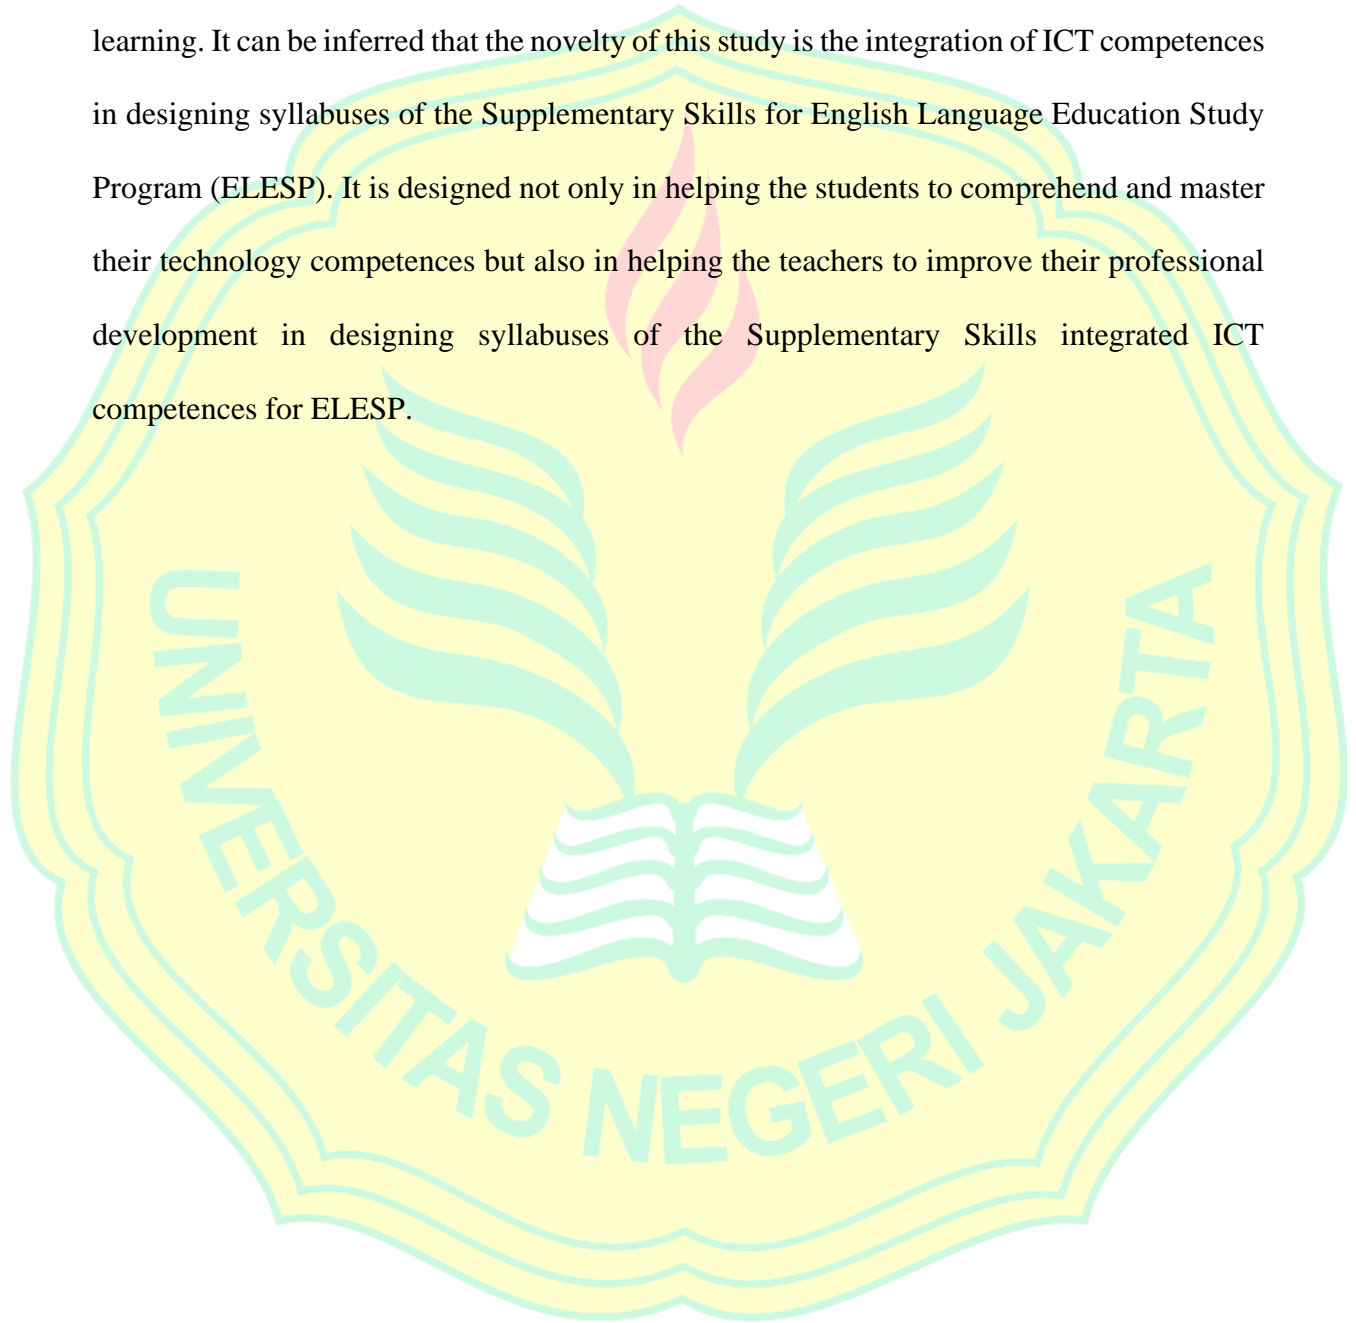 learning. It can be inferred that the novelty of this study is the integration of ICT competences
in designing syllabuses of the Supplementary Skills for English Language Education Study
Program (ELESP). It is designed not only in helping the students to comprehend and master
their technology competences but also in helping the teachers to improve their professional
development in designing syllabuses of the Supplementary Skills integrated ICT
competences for ELESP.
UNIVERSITAS NEGERI JAKARTA